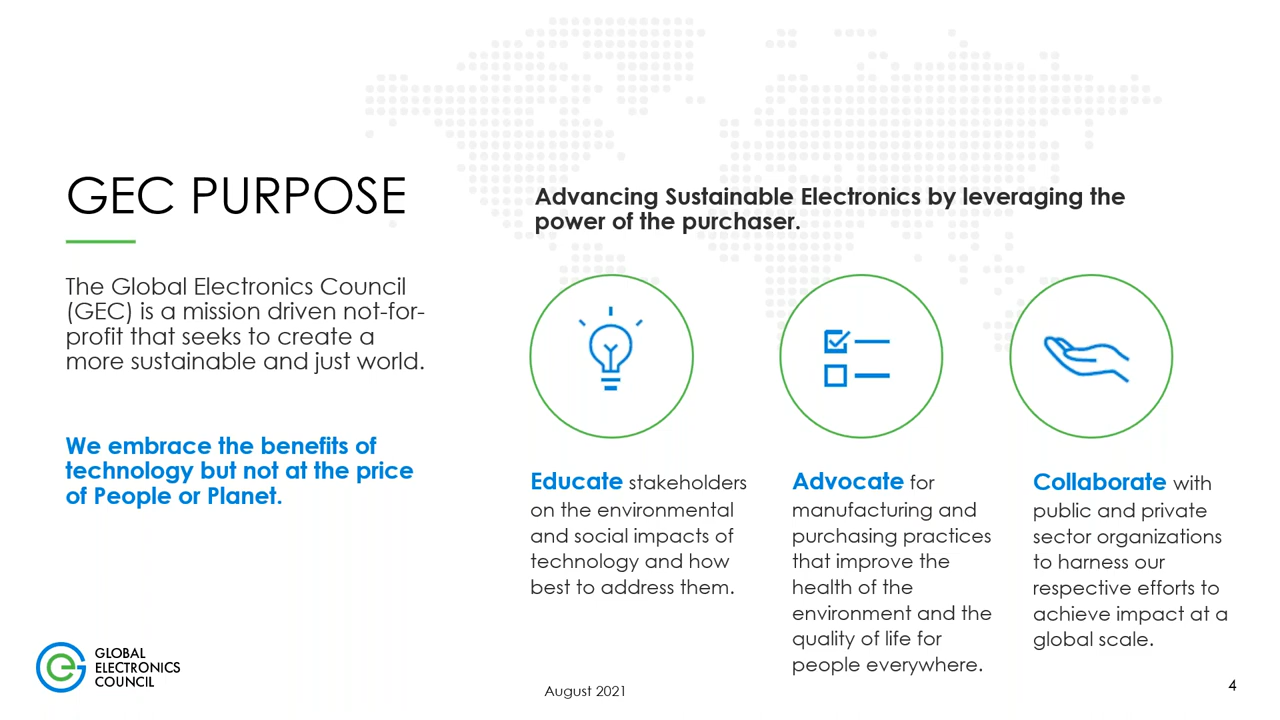 GEC PURPOSE
The Global Electronics Council
(GEC) is a mission driven not-for-
profit that seeks to create a
more sustainable and just world.
We embrace the benefits of
technology but not at the price
of People or Planet.
Advancing Sustainable Electronics by leveraging the
power of the purchaser.
Educate stakeholders
on the environmental
and social impacts of
technology and how
best to address them.
Advocate for
manufacturing and
purchasing practices
that improve the
health of the
environment and the
quality of life for
people everywhere.
Collaborate with
public and private
sector organizations
to harness our
respective efforts to
achieve impact at a
global scale.
GLOBAL
ELECTRONICS
COUNCIL
August 2021
4